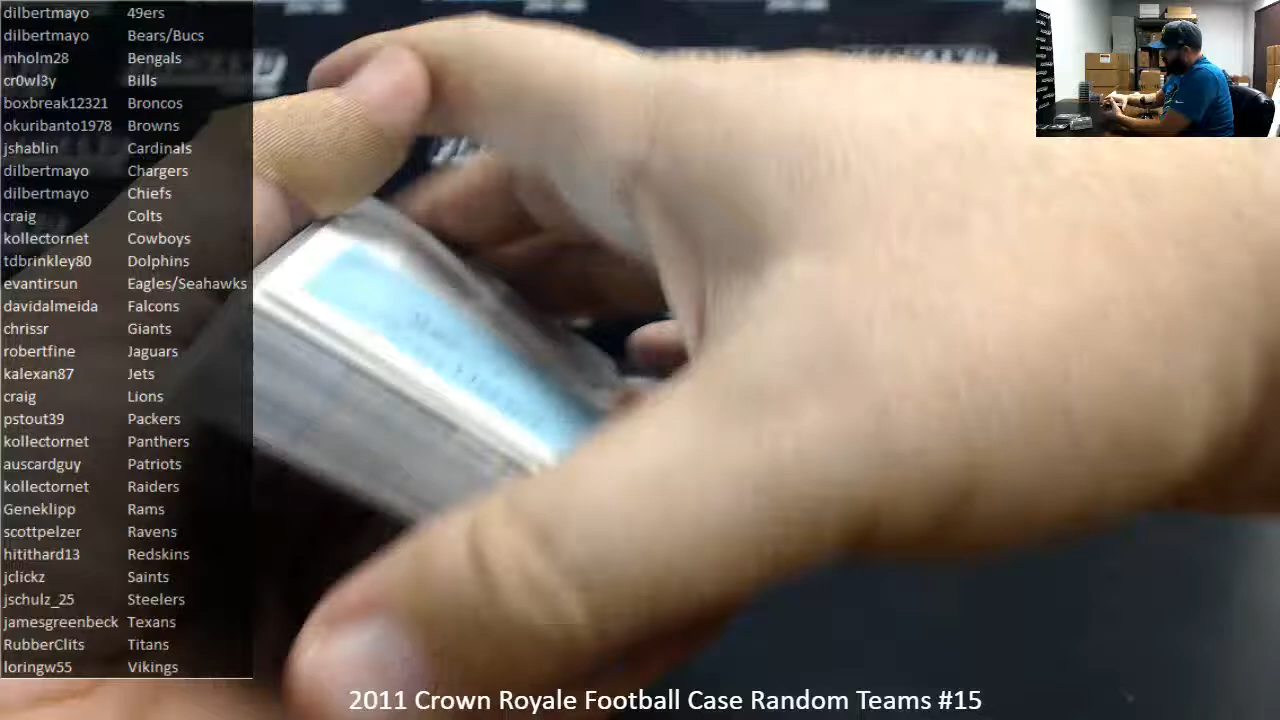 dilbertmayo 49ers
dilbertmayo Bears/Bucs
mholm28 Bengals
cr0wl3y Bills
boxbreak12321 Broncos
okuribanto1978 Browns
jshablin Cardinals
dilbertmayo Chargers
dilbertmayo Chiefs
craig Colts
kollectornet Cowboys
tdbrinkley80 Dolphins
evantirsun Eagles/Seahawks
davidalmeida Falcons
chrissr Giants
robertfine Jaguars
kalexan87 Jets
craig Lions
pstout39 Packers
kollectornet Panthers
auscardguy Patriots
kollectornet Raiders
Geneklipp Rams
scottpelzer Ravens
hitithard13 Redskins
jclickz Saints
jschulz_25 Steelers
jamesgreenbeck Texans
RubberClits Titans
loringw55 Vikings
2011 Crown Royale Football Case Random Teams #15